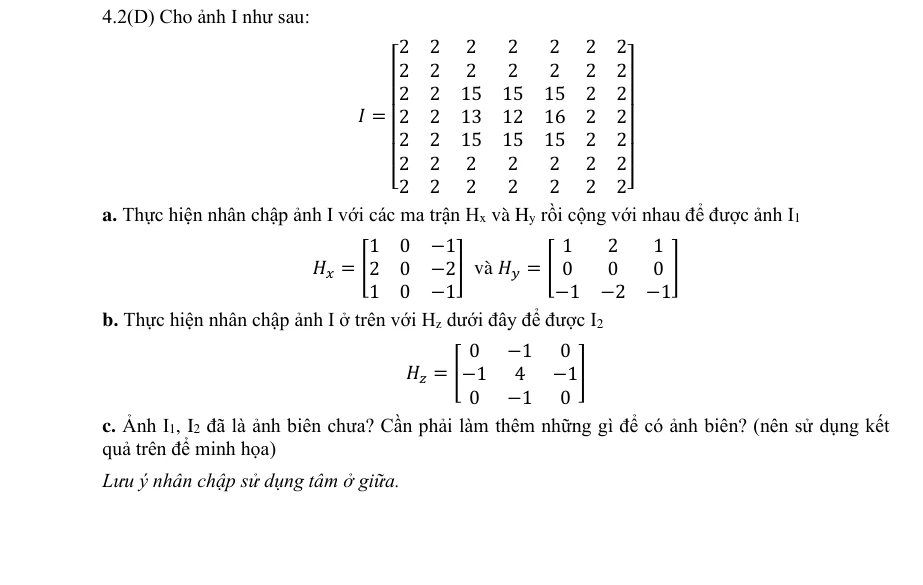 4.2(D) Cho ảnh I như sau:
2 2 2 2 2 2 2
2 2 2 2 2 2 2
2 2 15 15 15 2 2
I = 2 2 13 12 16 2 2
2 2 15 15 15 2 2
2 2 2 2 2 2 2
2 2 2 2 2 2 2
a. Thực hiện nhân chập ảnh I với các ma trận Hx và Hy rồi cộng với nhau để được ảnh I1
1 0 −1 1 2 1
Hx = 2 0 −2 và Hy = 0 0 0
1 0 −1 −1 −2 −1
b. Thực hiện nhân chập ảnh I ở trên với Hz dưới đây để được I2
0 −1 0
Hz = −1 4 −1
0 −1 0
c. Ảnh I1, I2 đã là ảnh biên chưa? Cần phải làm thêm những gì để có ảnh biên? (nên sử dụng kết
quả trên để minh họa)
Lưu ý nhân chập sử dụng tâm ở giữa.